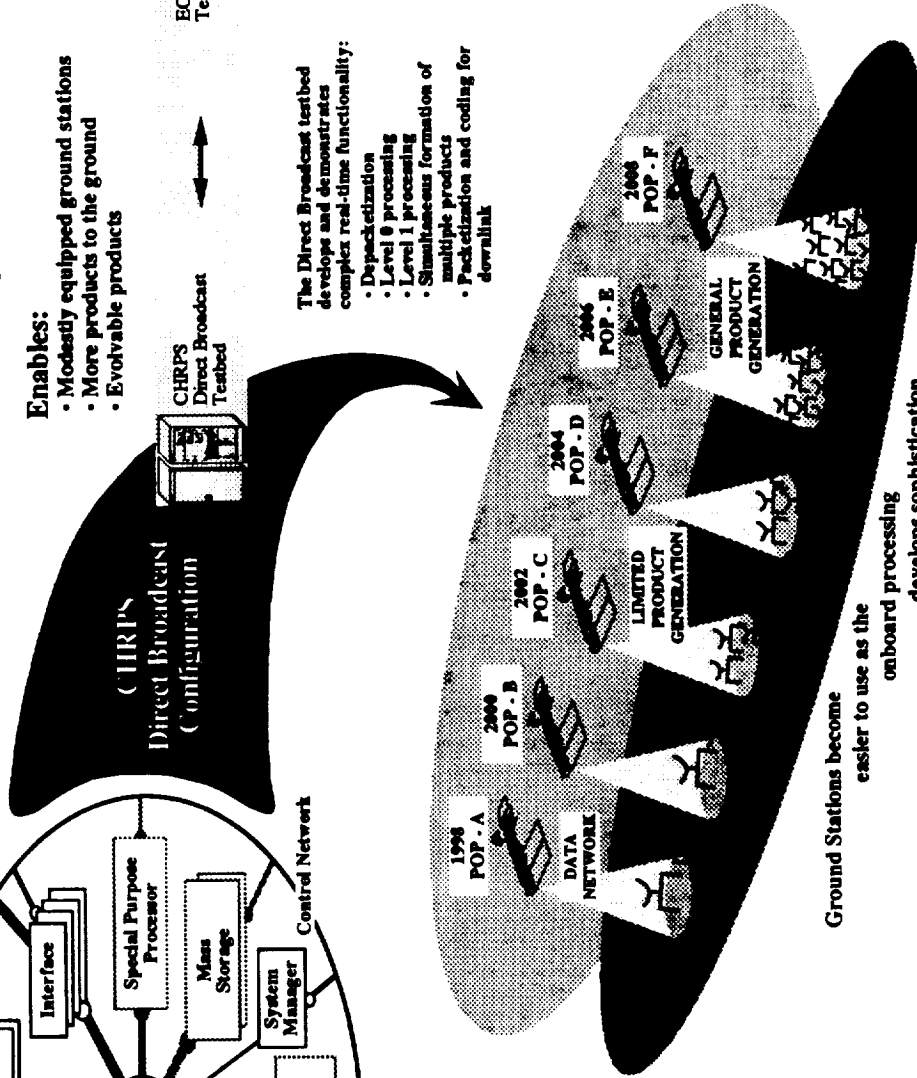 Enables:
• Modestly equipped ground stations
• More products to the ground
• Evolvable products
CHRPS
Direct Broadcast
Testbed
The Direct Broadcast testbed
develops and demonstrates
complex real-time functionality:
• Depacketization
• Level 0 processing
• Level 1 processing
• Simultaneous formation of
multiple products
• Packetization and coding for
downlink
CHRPS
Direct Broadcast
Configuration
Interface
Special Purpose
Processor
Mass
Storage
System
Manager
Control Network
1998
POP - A
2000
POP - B
2002
POP - C
2004
POP - D
2006
POP - E
2008
POP - F
DATA
NETWORK
LIMITED
PRODUCT
GENERATION
GENERAL
PRODUCT
GENERATION
Ground Stations become
easier to use as the
onboard processing
develops sophistication